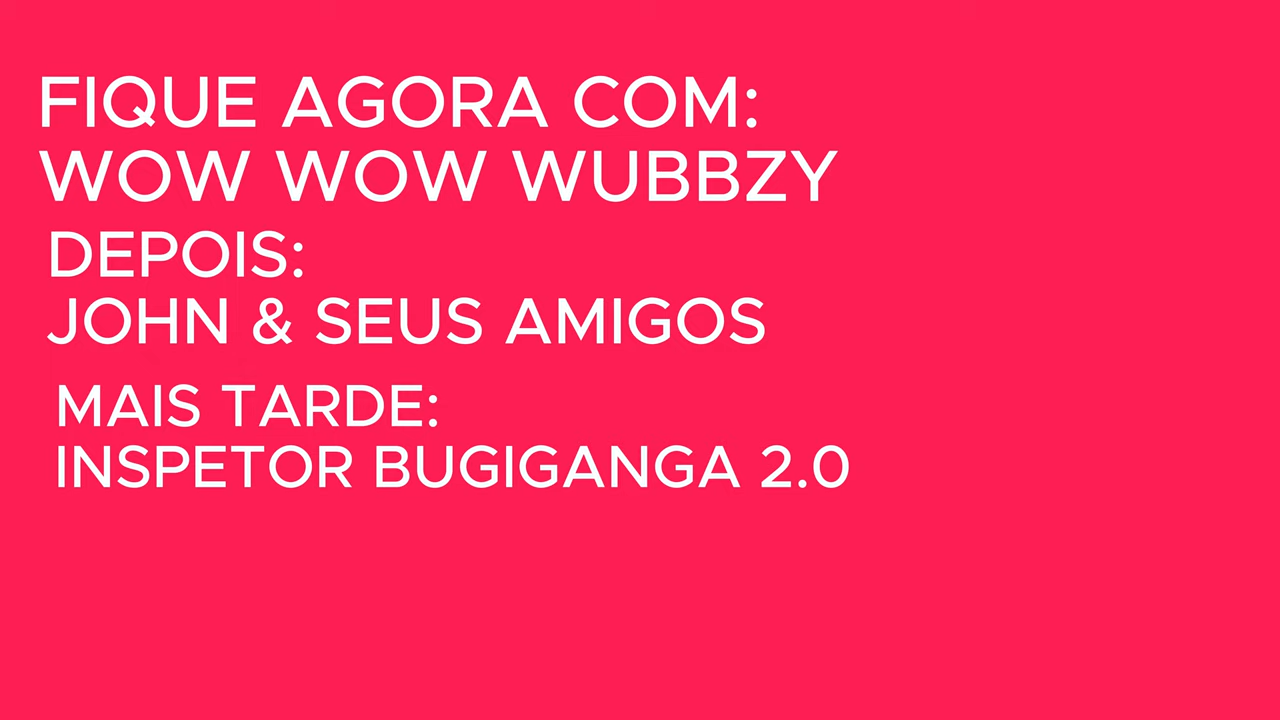 FIQUE AGORA COM:
WOW WOW WUBBZY
DEPOIS:
JOHN & SEUS AMIGOS
MAIS TARDE:
INSPETOR BUGIGANGA 2.0